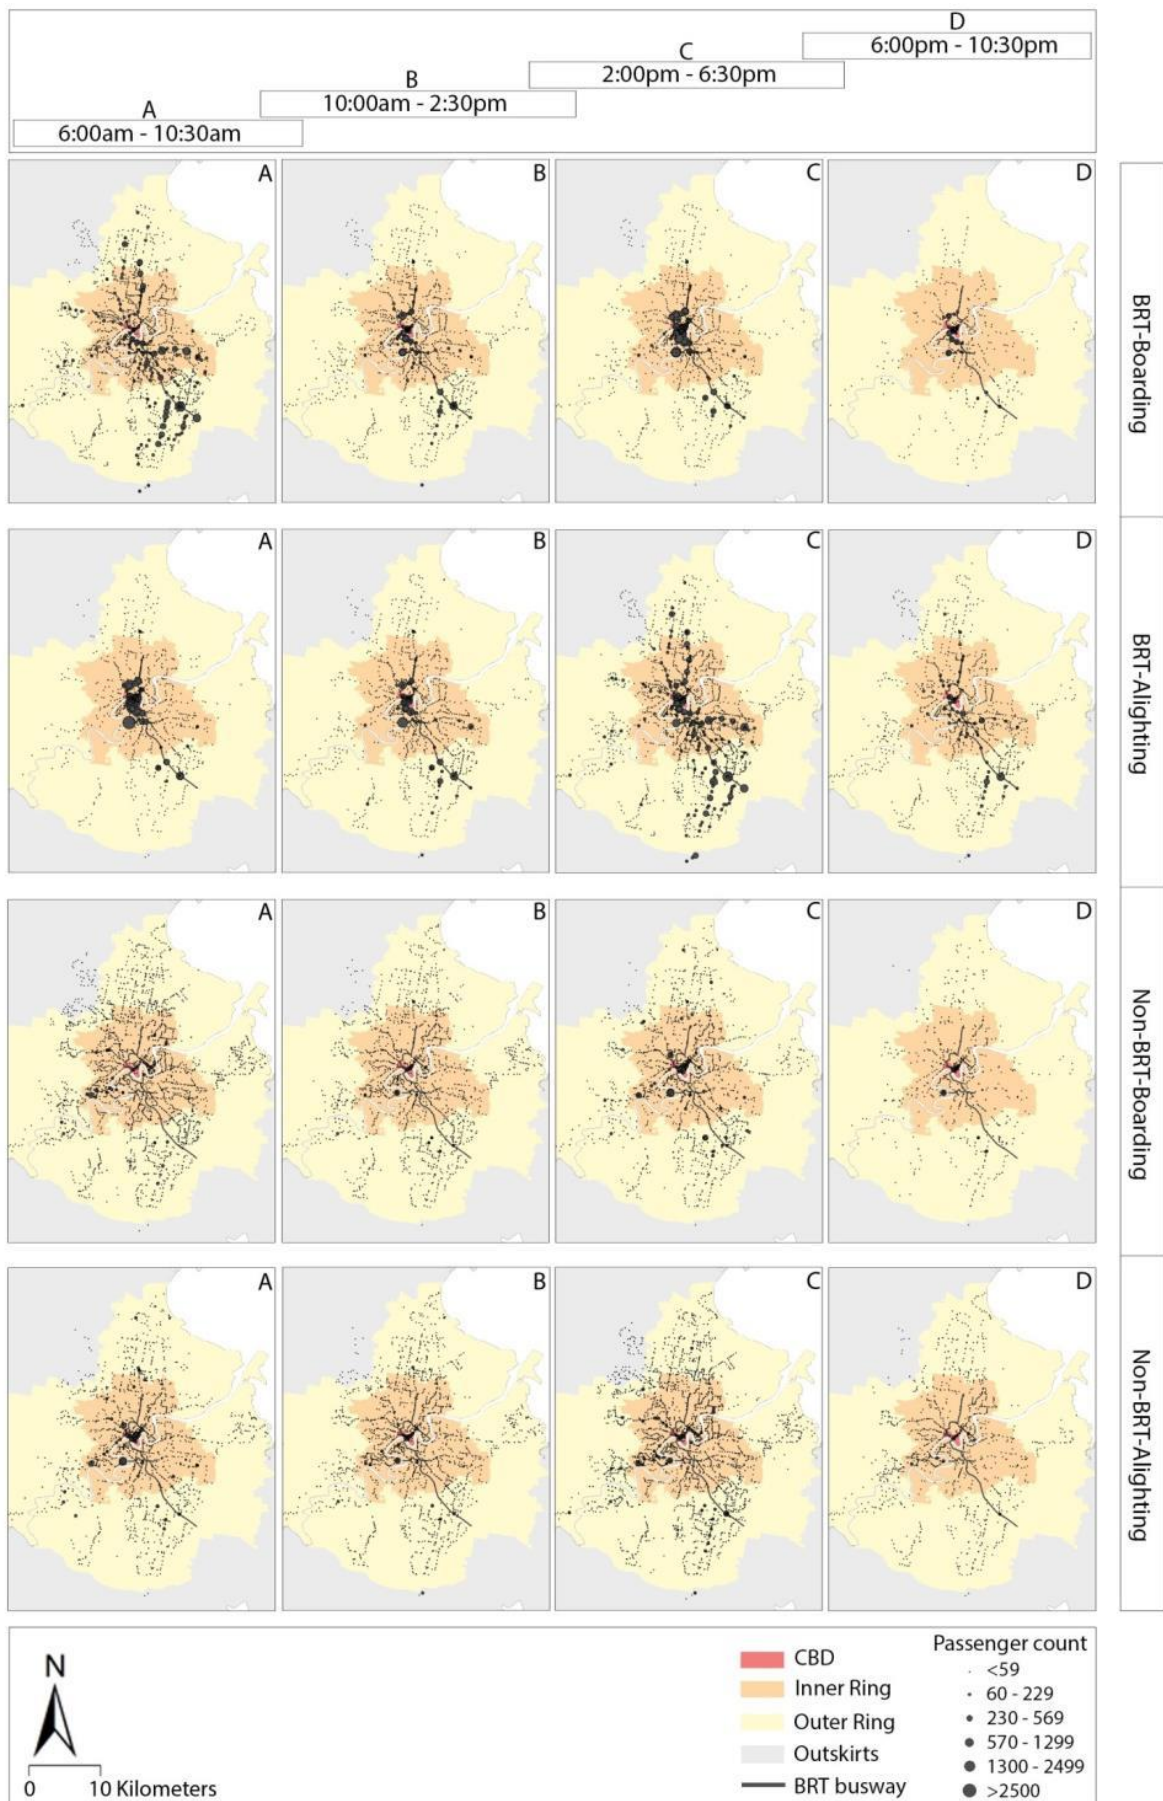 D
6:00pm - 10:30pm
C
2:00pm - 6:30pm
B
10:00am - 2:30pm
A
6:00am - 10:30am
A
B
C
D
BRT-Boarding
A
B
C
D
BRT-Alighting
A
B
C
D
Non-BRT-Boarding
A
B
C
D
Non-BRT-Alighting
N
0 10 Kilometers
CBD
Inner Ring
Outer Ring
Outskirts
BRT busway
Passenger count
<59
60 - 229
230 - 569
570 - 1299
1300 - 2499
>2500